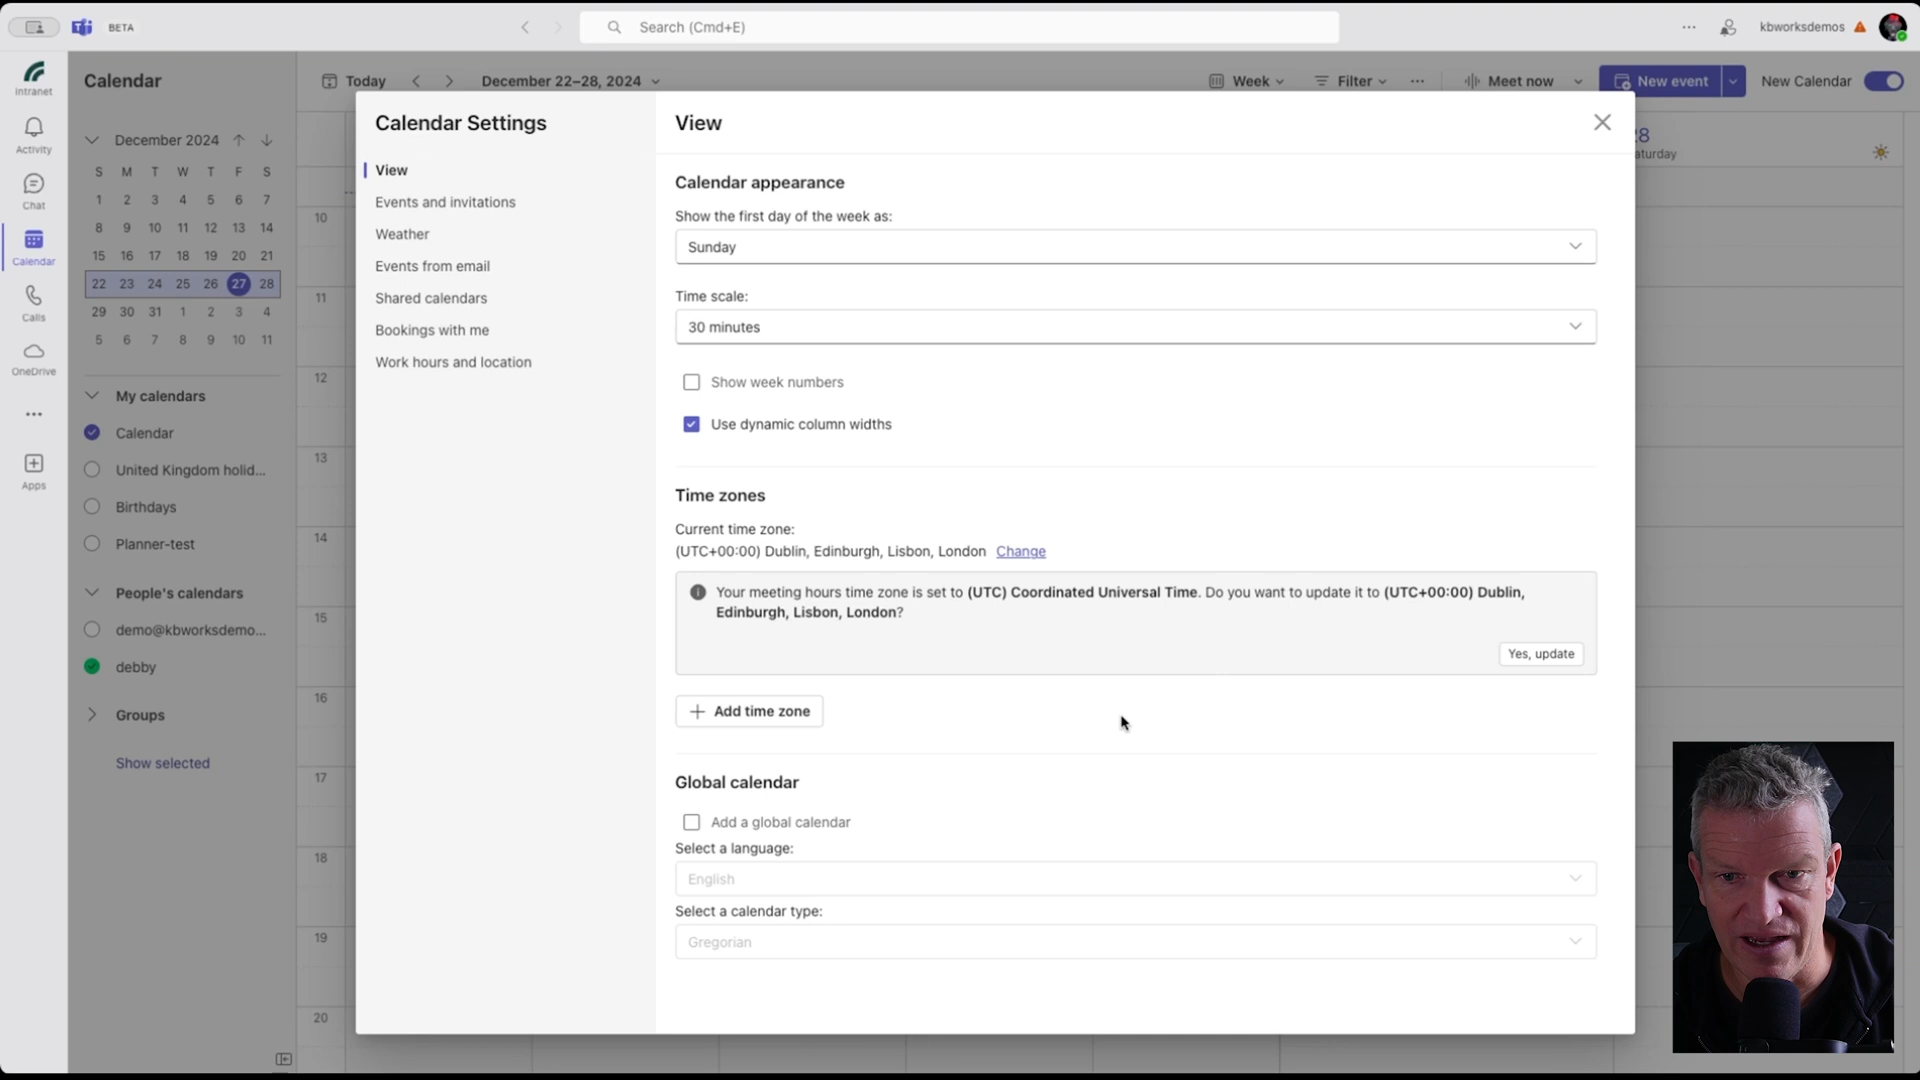 BETA
Search (Cmd+E)
kbworksdemos
intranet
Activity
Chat
Calendar
Calls
OneDrive
Apps
Calendar
December 2024
S M T W T F S
1 2 3 4 5 6 7
8 9 10 11 12 13 14
15 16 17 18 19 20 21
22 23 24 25 26 27 28
29 30 31 1 2 3 4
5 6 7 8 9 10 11
My calendars
Calendar
United Kingdom holid...
Birthdays
Planner-test
People's calendars
demo@kbworksdemo...
debby
Groups
Show selected
Today
December 22–28, 2024
Week
Filter
Meet now
New event
New Calendar
10
11
12
13
14
15
16
17
18
19
20
28
aturday
Calendar Settings
View
Events and invitations
Weather
Events from email
Shared calendars
Bookings with me
Work hours and location
View
Calendar appearance
Show the first day of the week as:
Sunday
Time scale:
30 minutes
Show week numbers
Use dynamic column widths
Time zones
Current time zone:
(UTC+00:00) Dublin, Edinburgh, Lisbon, London Change
Your meeting hours time zone is set to (UTC) Coordinated Universal Time. Do you want to update it to (UTC+00:00) Dublin,
Edinburgh, Lisbon, London?
Yes, update
Add time zone
Global calendar
Add a global calendar
Select a language:
English
Select a calendar type:
Gregorian